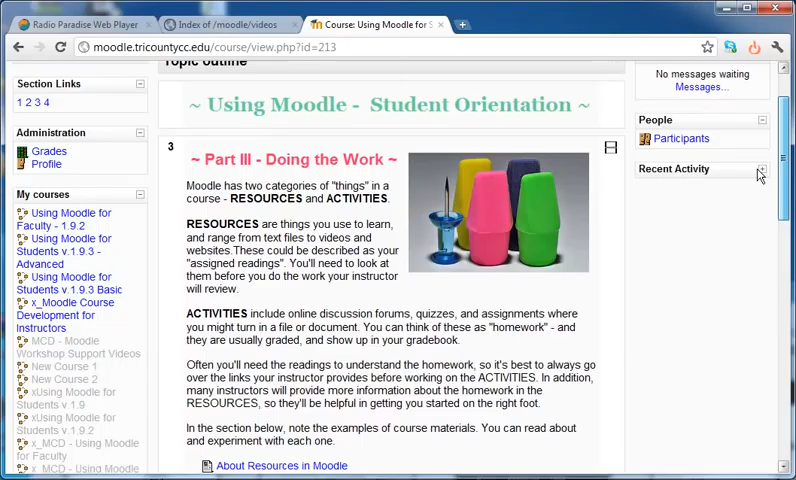 Radio Paradise Web Player
Index of /moodle/videos
Course: Using Moodle for S
moodle.tricountycc.edu/course/view.php?id=213
Section Links
1 2 3 4
Administration
Grades
Profile
My courses
Using Moodle for
Faculty - 1.9.2
Using Moodle for
Students v.1.9.3 -
Advanced
Using Moodle for
Students v.1.9.3 Basic
x_Moodle Course
Development for
Instructors
MCD - Moodle
Workshop Support Videos
New Course 1
New Course 2
xUsing Moodle for
Students v.1.9
xUsing Moodle for
Students v.1.9.2
x_MCD - Using Moodle
for Faculty
x_MCD - Using Moodle
Topic outline
~ Using Moodle - Student Orientation ~
3
~ Part III - Doing the Work ~
Moodle has two categories of "things" in a
course - RESOURCES and ACTIVITIES.
RESOURCES are things you use to learn,
and range from text files to videos and
websites.These could be described as your
"assigned readings". You'll need to look at
them before you do the work your instructor
will review.
ACTIVITIES include online discussion forums, quizzes, and assignments where
you might turn in a file or document. You can think of these as "homework" - and
they are usually graded, and show up in your gradebook.
Often you'll need the readings to understand the homework, so it's best to always go
over the links your instructor provides before working on the ACTIVITIES. In addition,
many instructors will provide more information about the homework in the
RESOURCES, so they'll be helpful in getting you started on the right foot.
In the section below, note the examples of course materials. You can read about
and experiment with each one.
About Resources in Moodle
No messages waiting
Messages...
People
Participants
Recent Activity